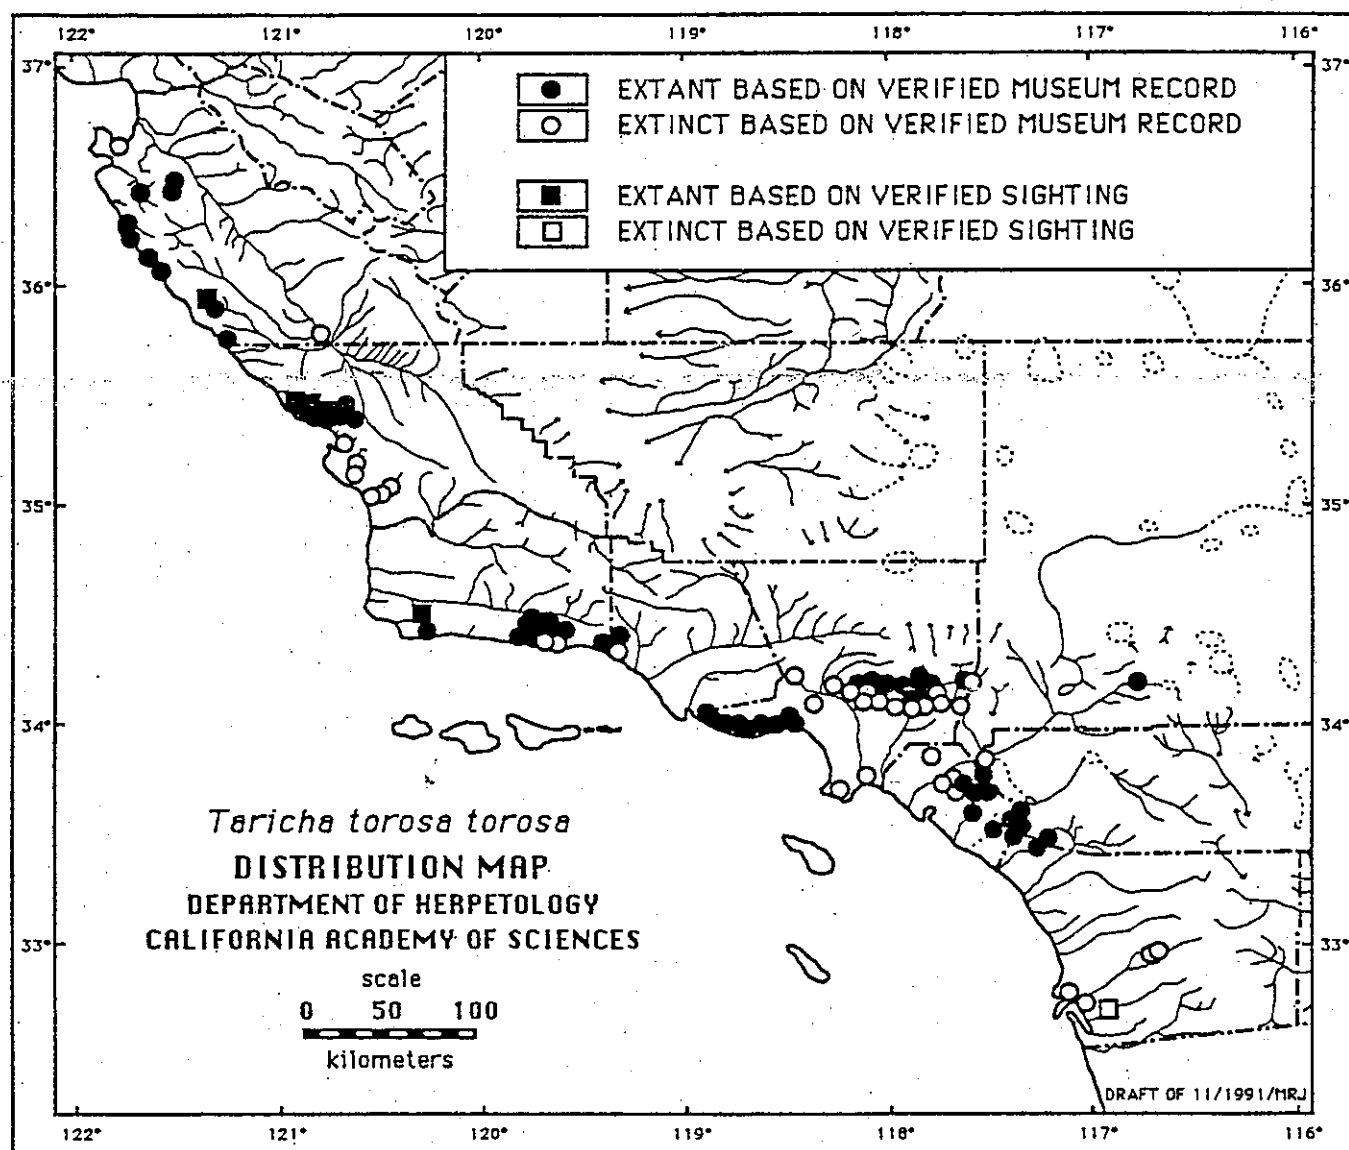 122° 121° 120° 119° 118° 117° 116°
37° 37°
EXTANT BASED ON VERIFIED MUSEUM RECORD
EXTINCT BASED ON VERIFIED MUSEUM RECORD
EXTANT BASED ON VERIFIED SIGHTING
EXTINCT BASED ON VERIFIED SIGHTING
36° 36°
35° 35°
34° 34°
Taricha torosa torosa
DISTRIBUTION MAP
DEPARTMENT OF HERPETOLOGY
CALIFORNIA ACADEMY OF SCIENCES
33° 33°
scale
0 50 100
kilometers
DRAFT OF 11/1991/MRJ
122° 121° 120° 119° 118° 117° 116°